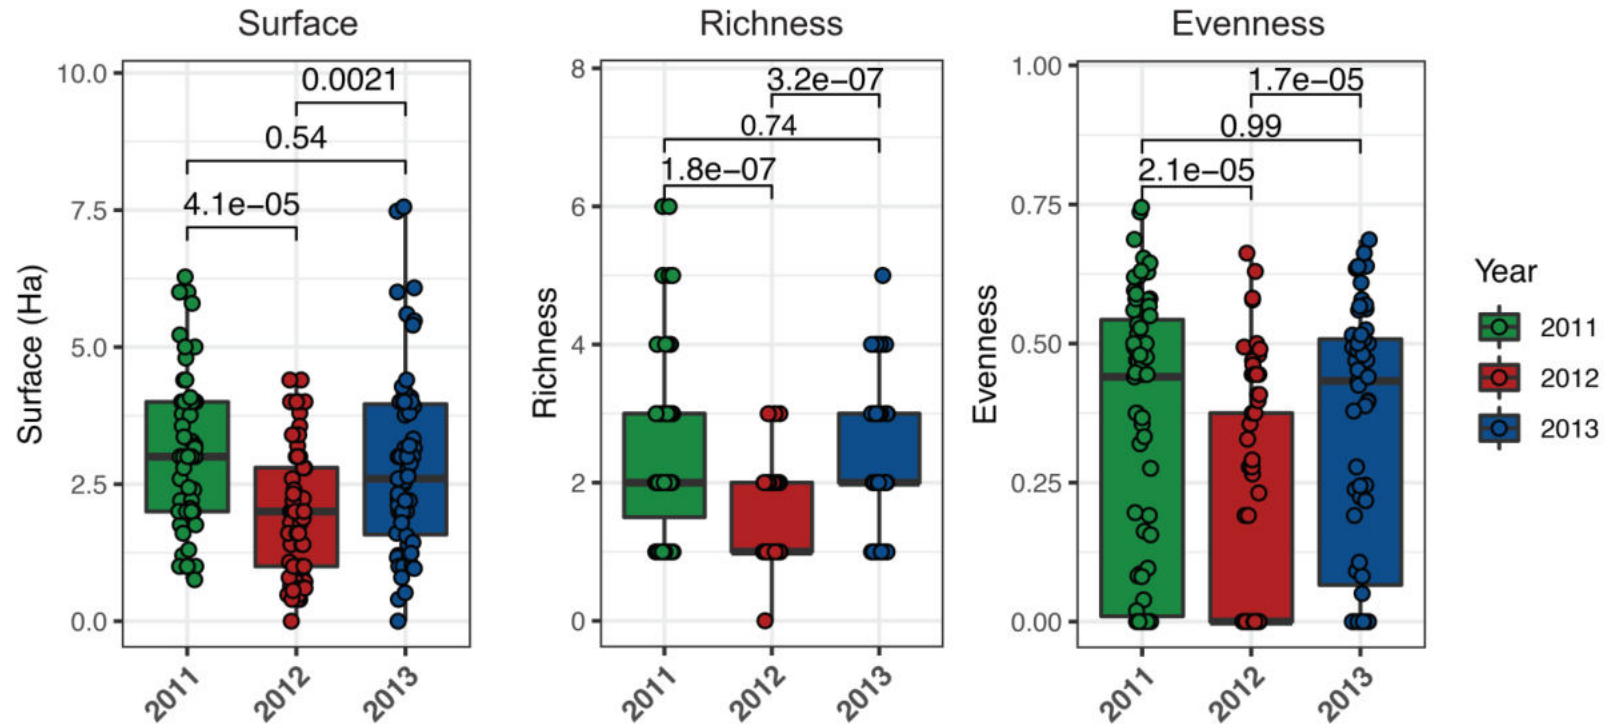 Surface
Richness
Evenness
10.0
7.5
5.0
2.5
0.0
Surface (Ha)
0.0021
0.54
4.1e−05
2011
2012
2013
8
6
4
2
0
Richness
3.2e−07
0.74
1.8e−07
2011
2012
2013
1.00
0.75
0.50
0.25
0.00
Evenness
1.7e−05
0.99
2.1e−05
2011
2012
2013
Year
2011
2012
2013